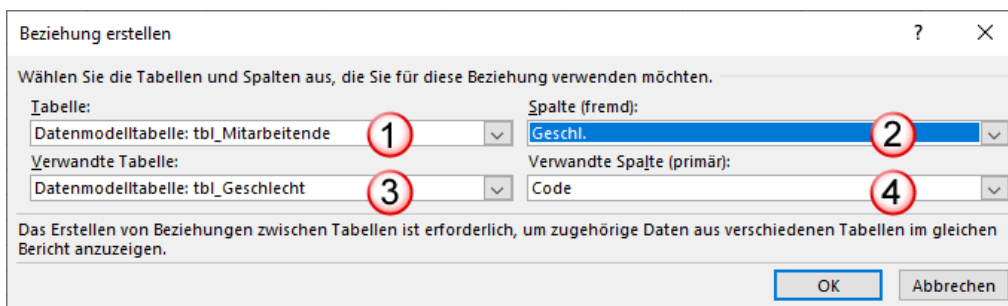 Beziehung erstellen ? ×
Wählen Sie die Tabellen und Spalten aus, die Sie für diese Beziehung verwenden möchten.
Tabelle: Spalte (fremd):
Datenmodelltabelle: tbl_Mitarbeitende 1 Geschl. 2
Verwandte Tabelle: Verwandte Spalte (primär):
Datenmodelltabelle: tbl_Geschlecht 3 Code 4
Das Erstellen von Beziehungen zwischen Tabellen ist erforderlich, um zugehörige Daten aus verschiedenen Tabellen im gleichen
Bericht anzuzeigen.
OK Abbrechen